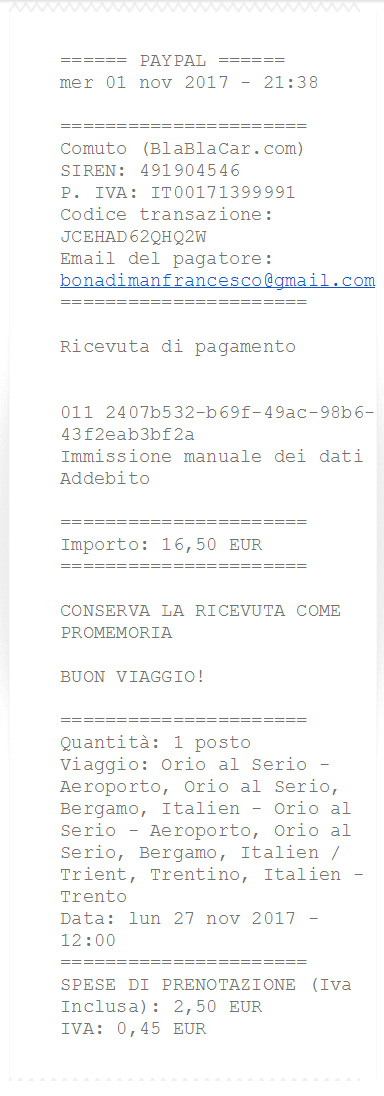 ====== PAYPAL ======
mer 01 nov 2017 - 21:38
======================
Comuto (BlaBlaCar.com)
SIREN: 491904546
P. IVA: IT00171399991
Codice transazione:
JCEHAD62QHQ2W
Email del pagatore:
bonadimanfrancesco@gmail.com
======================
Ricevuta di pagamento
011 2407b532-b69f-49ac-98b6-
43f2eab3bf2a
Immissione manuale dei dati
Addebito
======================
Importo: 16,50 EUR
======================
CONSERVA LA RICEVUTA COME
PROMEMORIA
BUON VIAGGIO!
======================
Quantità: 1 posto
Viaggio: Orio al Serio -
Aeroporto, Orio al Serio,
Bergamo, Italien - Orio al
Serio - Aeroporto, Orio al
Serio, Bergamo, Italien /
Trient, Trentino, Italien -
Trento
Data: lun 27 nov 2017 -
12:00
======================
SPESE DI PRENOTAZIONE (Iva
Inclusa): 2,50 EUR
IVA: 0,45 EUR